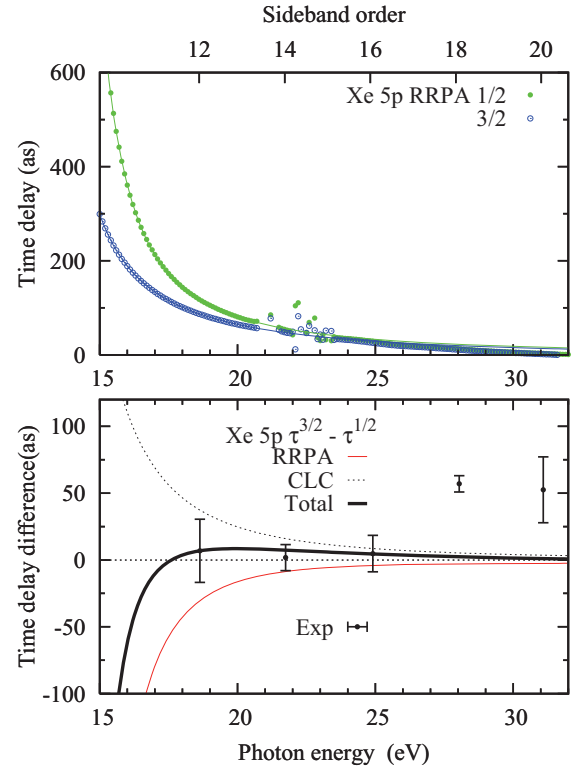 Sideband order
12 14 16 18 20
600
400
200
0
Time delay (as)
Xe 5p RRPA 1/2
3/2
15 20 25 30
100
50
0
-50
-100
Time delay difference(as)
Xe 5p τ^3/2 - τ^1/2
RRPA
CLC
Total
Exp
15 20 25 30
Photon energy (eV)